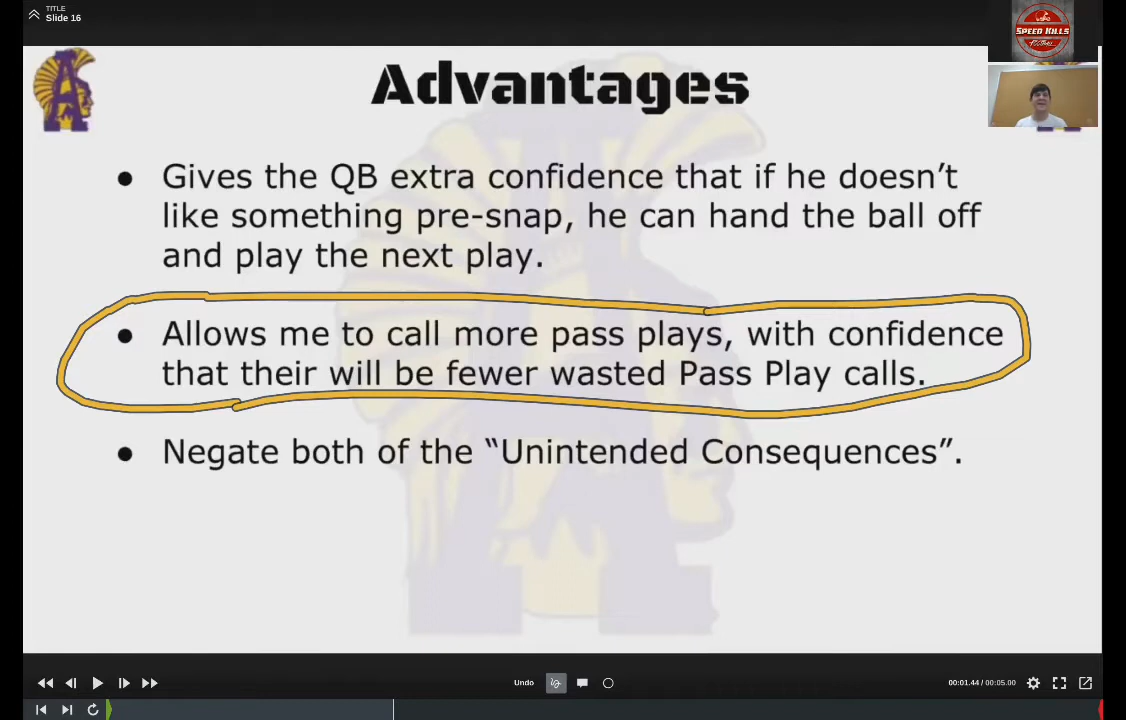 TITLE
Slide 16
SPEED KILLS
FOOTBALL
Advantages
• Gives the QB extra confidence that if he doesn't
like something pre-snap, he can hand the ball off
and play the next play.
• Allows me to call more pass plays, with confidence
that their will be fewer wasted Pass Play calls.
• Negate both of the “Unintended Consequences”.
Undo
00:01.44 / 00:05.00